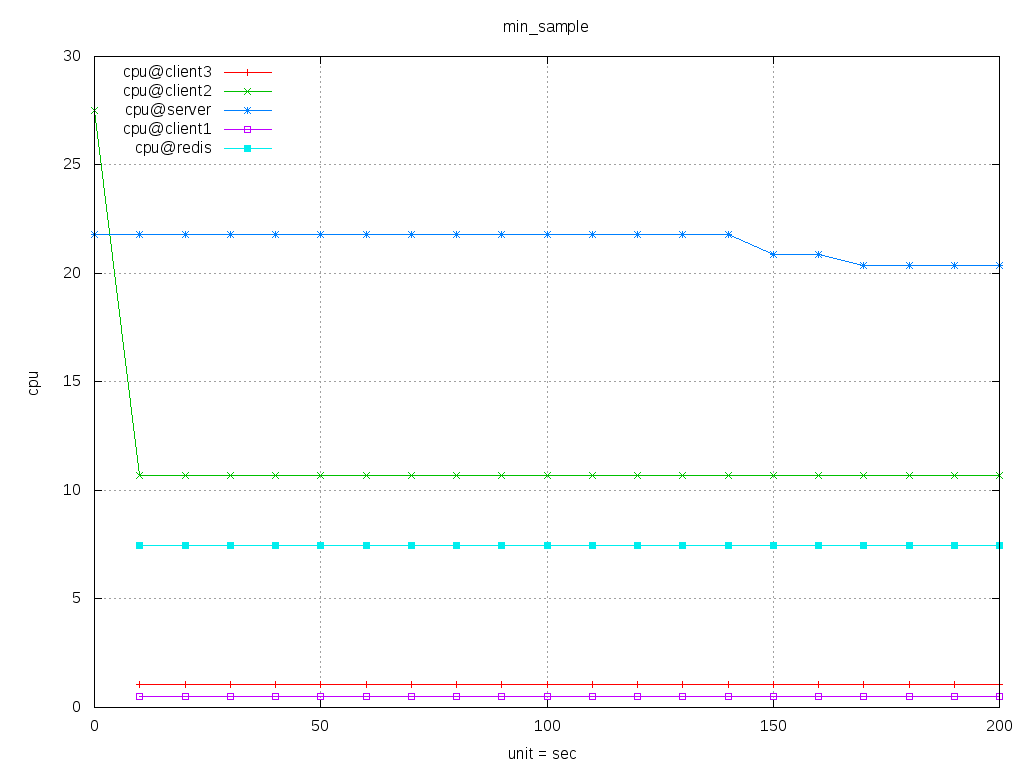 min_sample
30
25
20
15
10
5
0
cpu
cpu@client3
cpu@client2
cpu@server
cpu@client1
cpu@redis
0 50 100 150 200
unit = sec